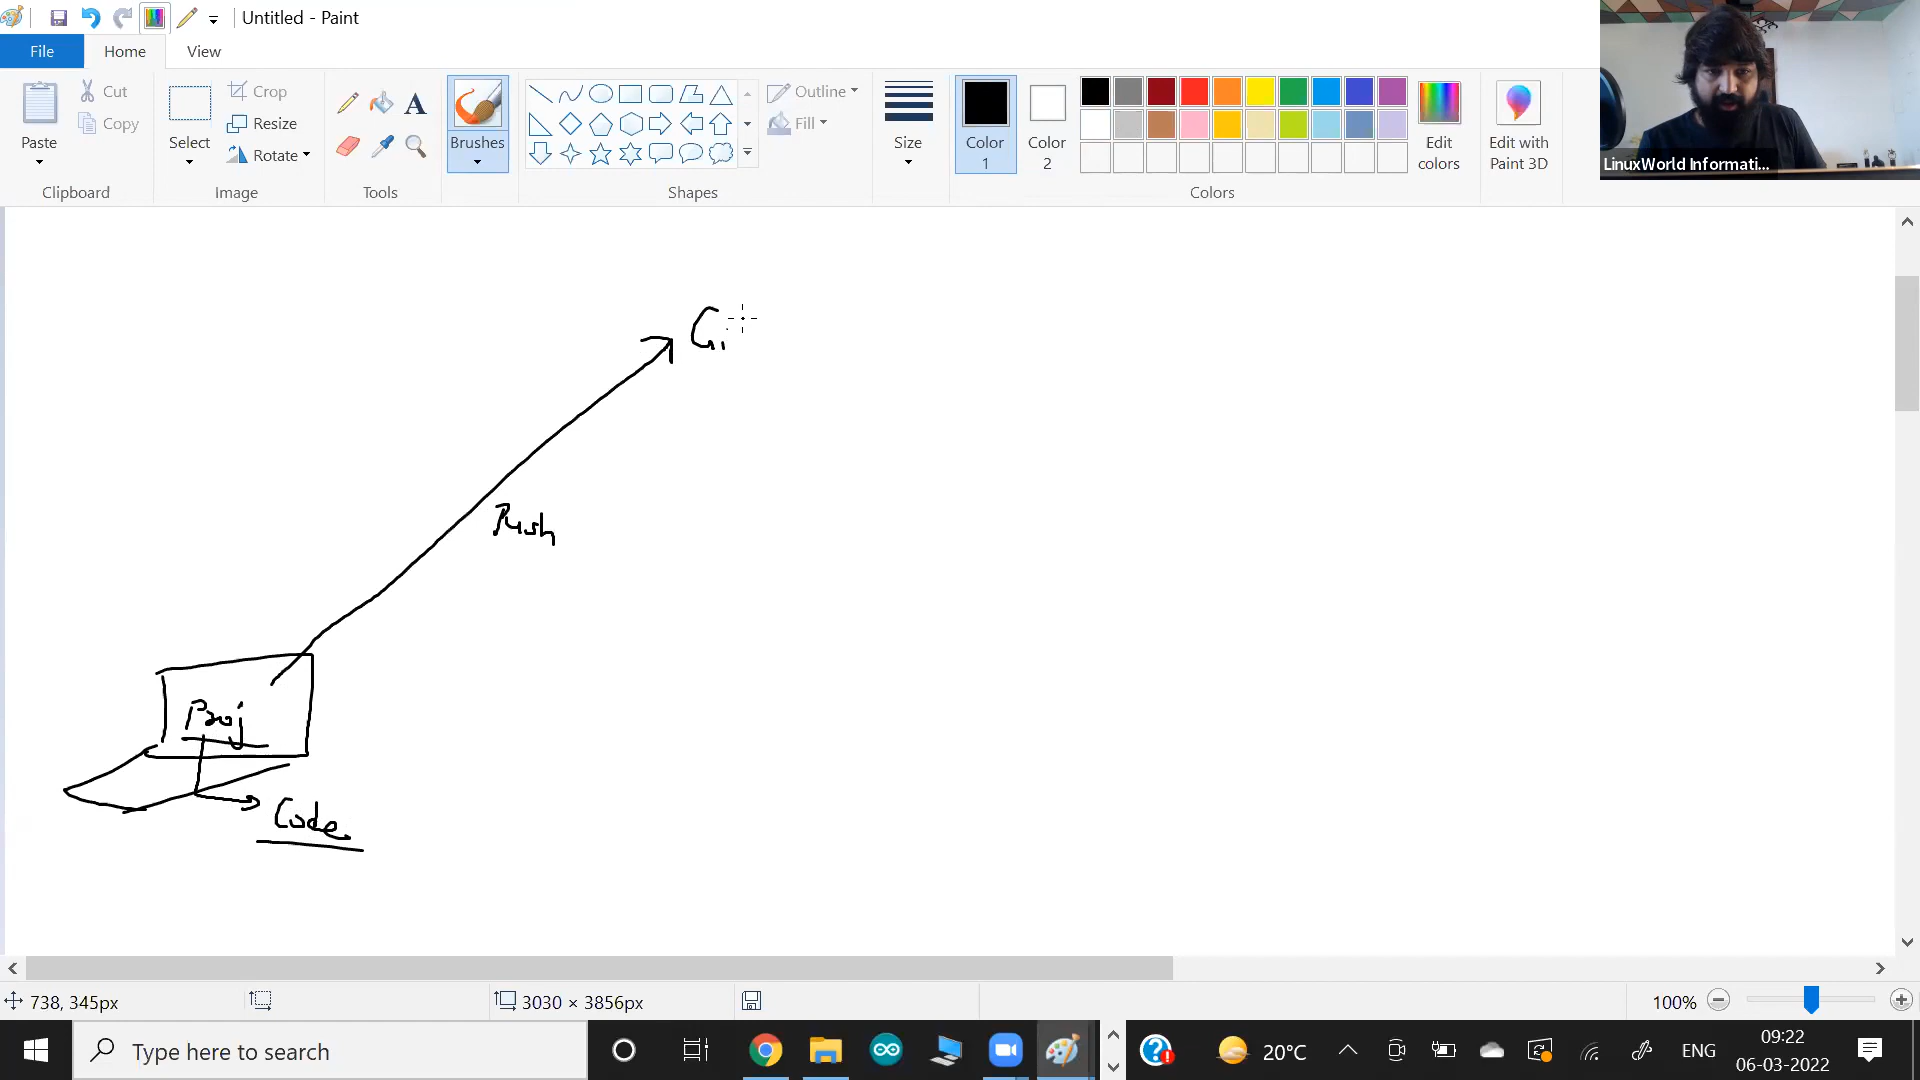 Untitled - Paint
File Home View
Paste
Cut
Copy
Clipboard
Select
Crop
Resize
Rotate
Image
Tools
Brushes
Shapes
Outline
Fill
Size
Color 1
Color 2
Colors
Edit colors
Edit with Paint 3D
LinuxWorld Informati...
Gi
Push
Proj
Code
738, 345px
3030 × 3856px
100%
Type here to search
20°C
ENG
09:22
06-03-2022